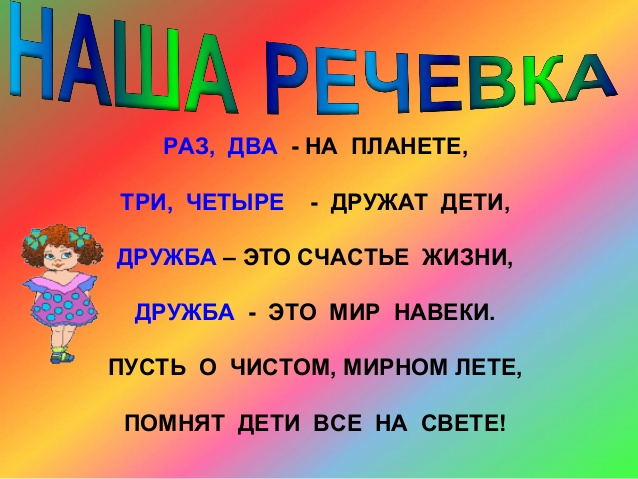 НАША РЕЧЕВКА
РАЗ, ДВА - НА ПЛАНЕТЕ,
ТРИ, ЧЕТЫРЕ - ДРУЖАТ ДЕТИ,
ДРУЖБА – ЭТО СЧАСТЬЕ ЖИЗНИ,
ДРУЖБА - ЭТО МИР НАВЕКИ.
ПУСТЬ О ЧИСТОМ, МИРНОМ ЛЕТЕ,
ПОМНЯТ ДЕТИ ВСЕ НА СВЕТЕ!